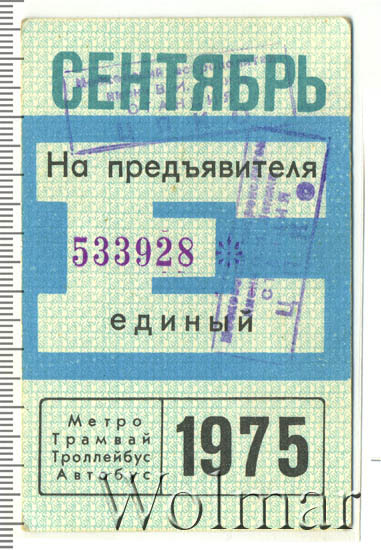 СЕНТЯБРЬ
На предъявителя
Е
533928
единый
Метро
Трамвай
Троллейбус
Автобус
1975
Wolmar